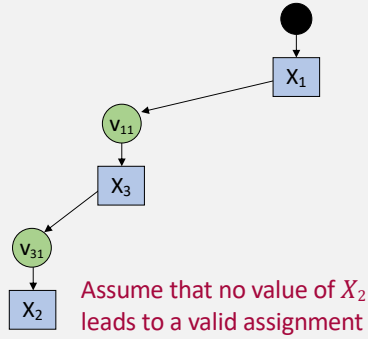 X₁
v₁₁
X₃
v₃₁
X₂
Assume that no value of X₂
leads to a valid assignment